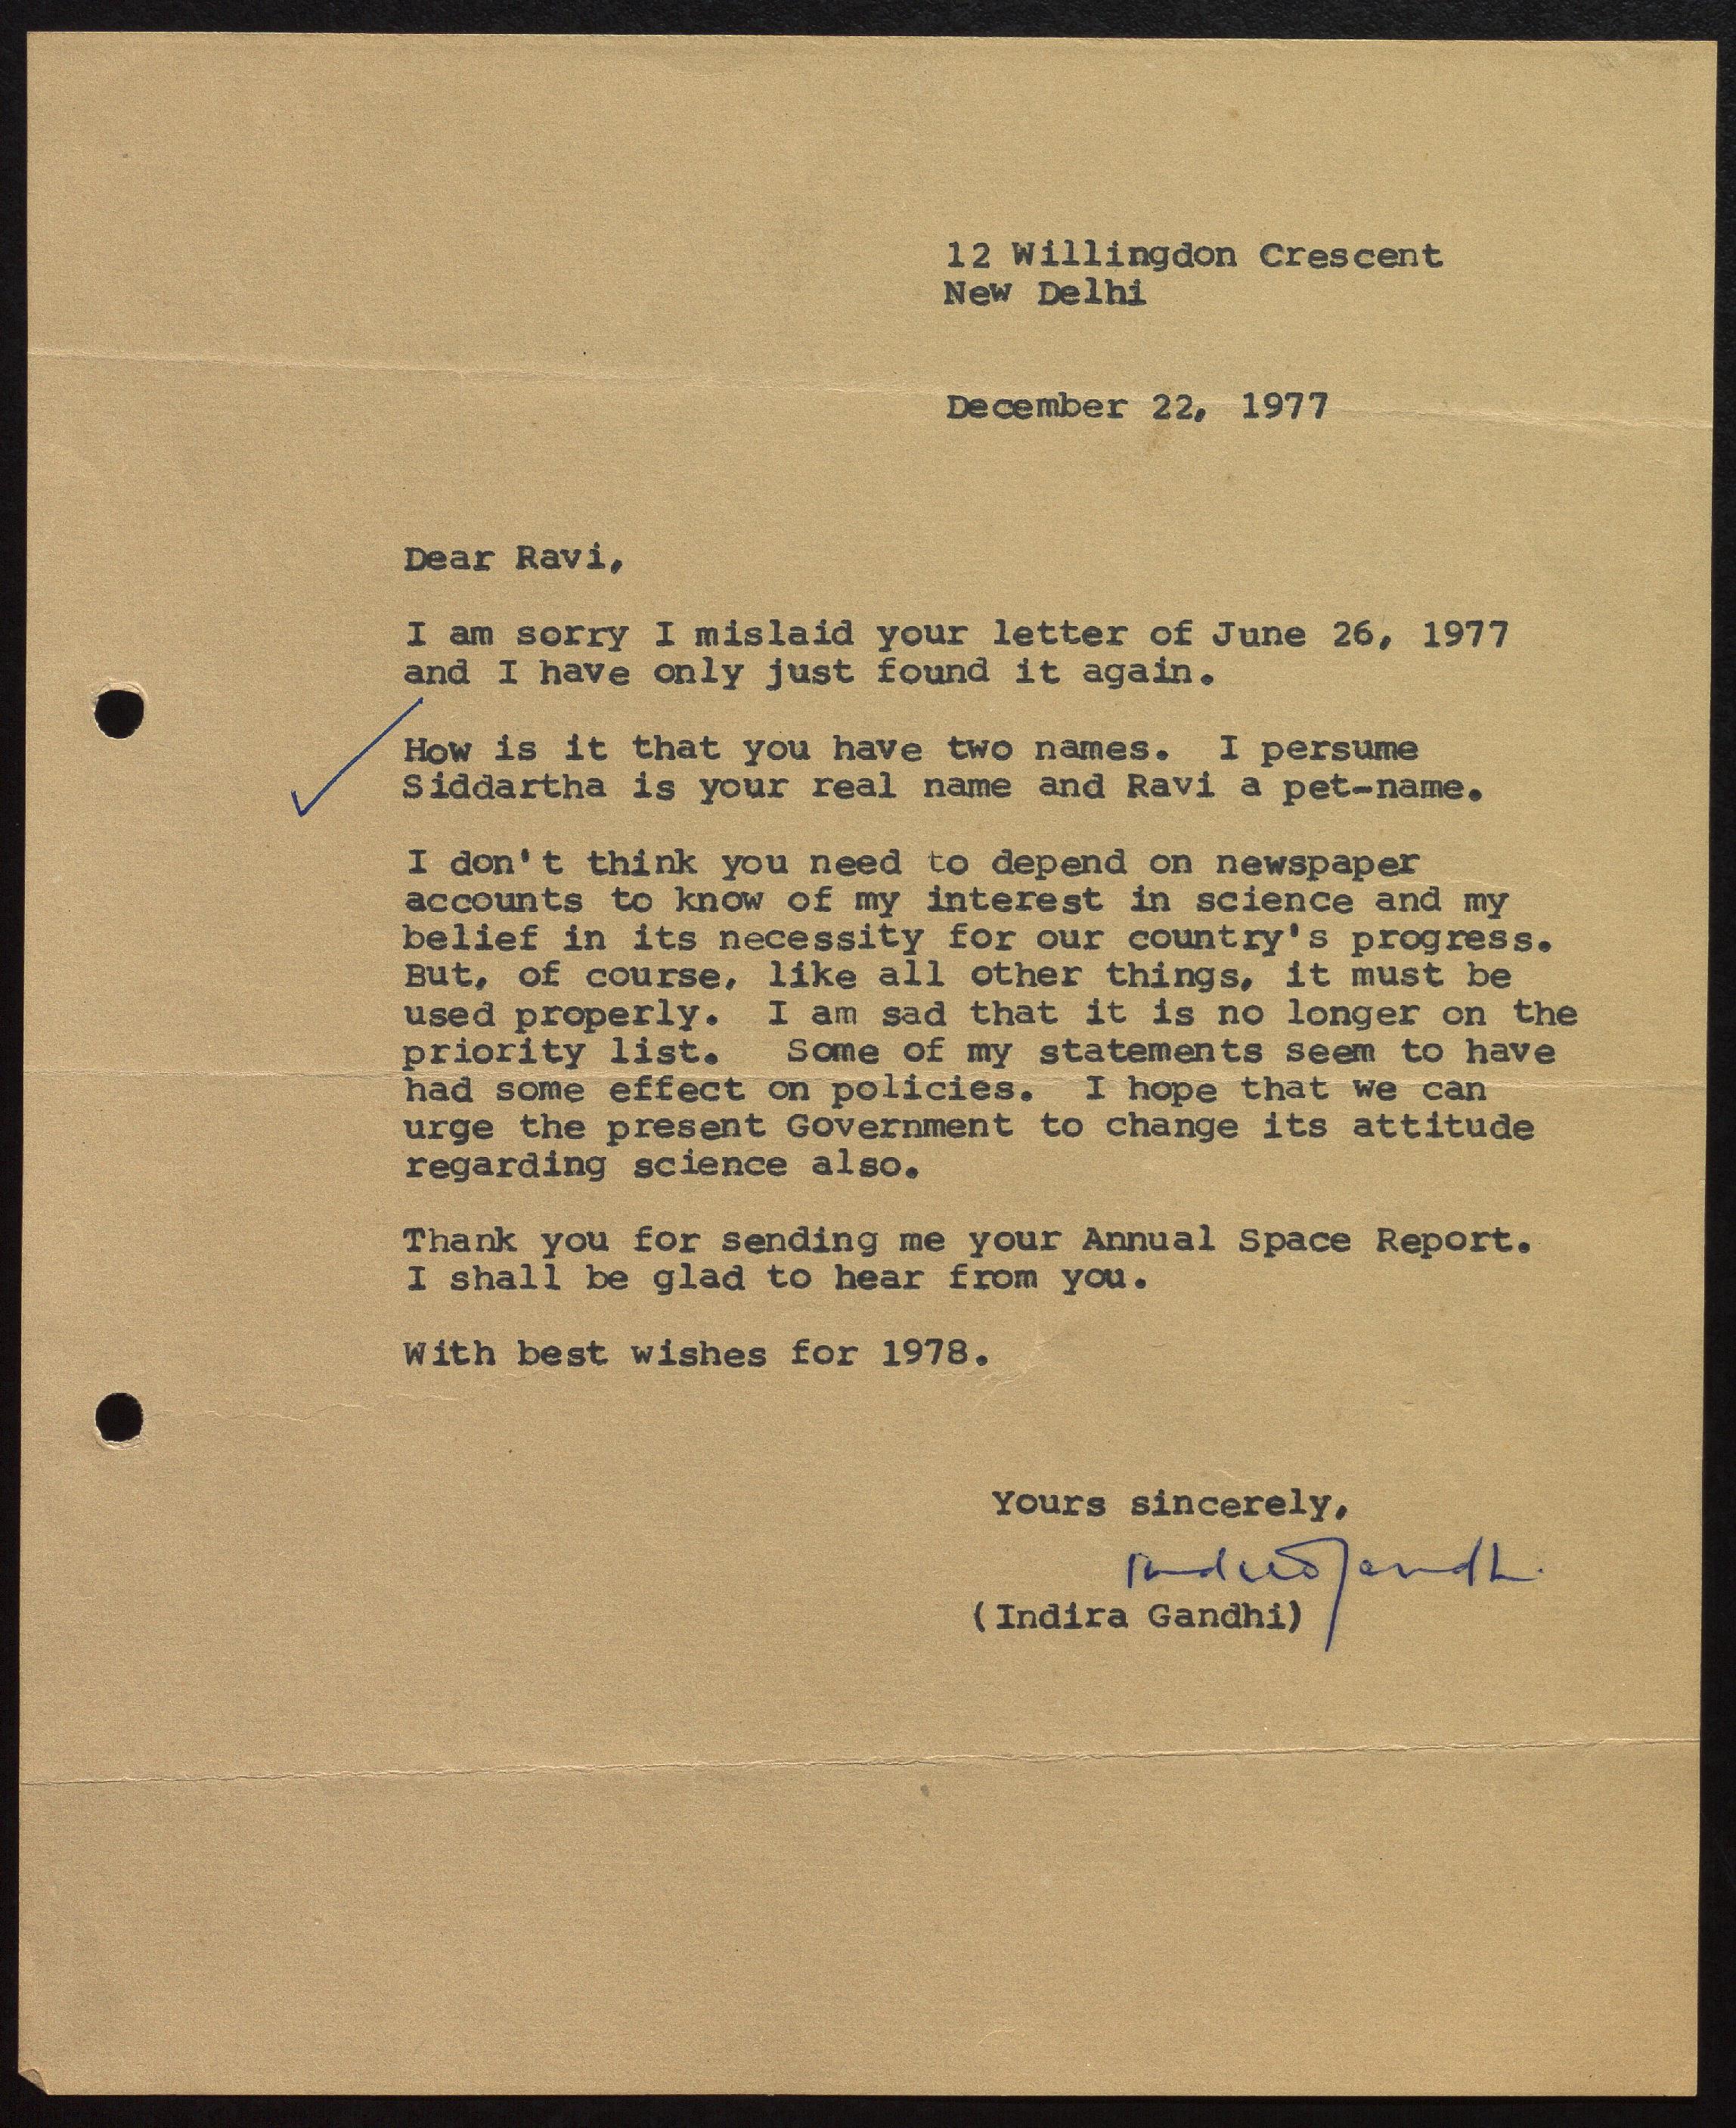 12 Willingdon Crescent
New Delhi
December 22, 1977
Dear Ravi,
I am sorry I mislaid your letter of June 26, 1977
and I have only just found it again.
How is it that you have two names. I persume
Siddartha is your real name and Ravi a pet-name.
I don't think you need to depend on newspaper
accounts to know of my interest in science and my
belief in its necessity for our country's progress.
But, of course, like all other things, it must be
used properly. I am sad that it is no longer on the
priority list. Some of my statements seem to have
had some effect on policies. I hope that we can
urge the present Government to change its attitude
regarding science also.
Thank you for sending me your Annual Space Report.
I shall be glad to hear from you.
With best wishes for 1978.
Yours sincerely,
Indira Gandhi
(Indira Gandhi)